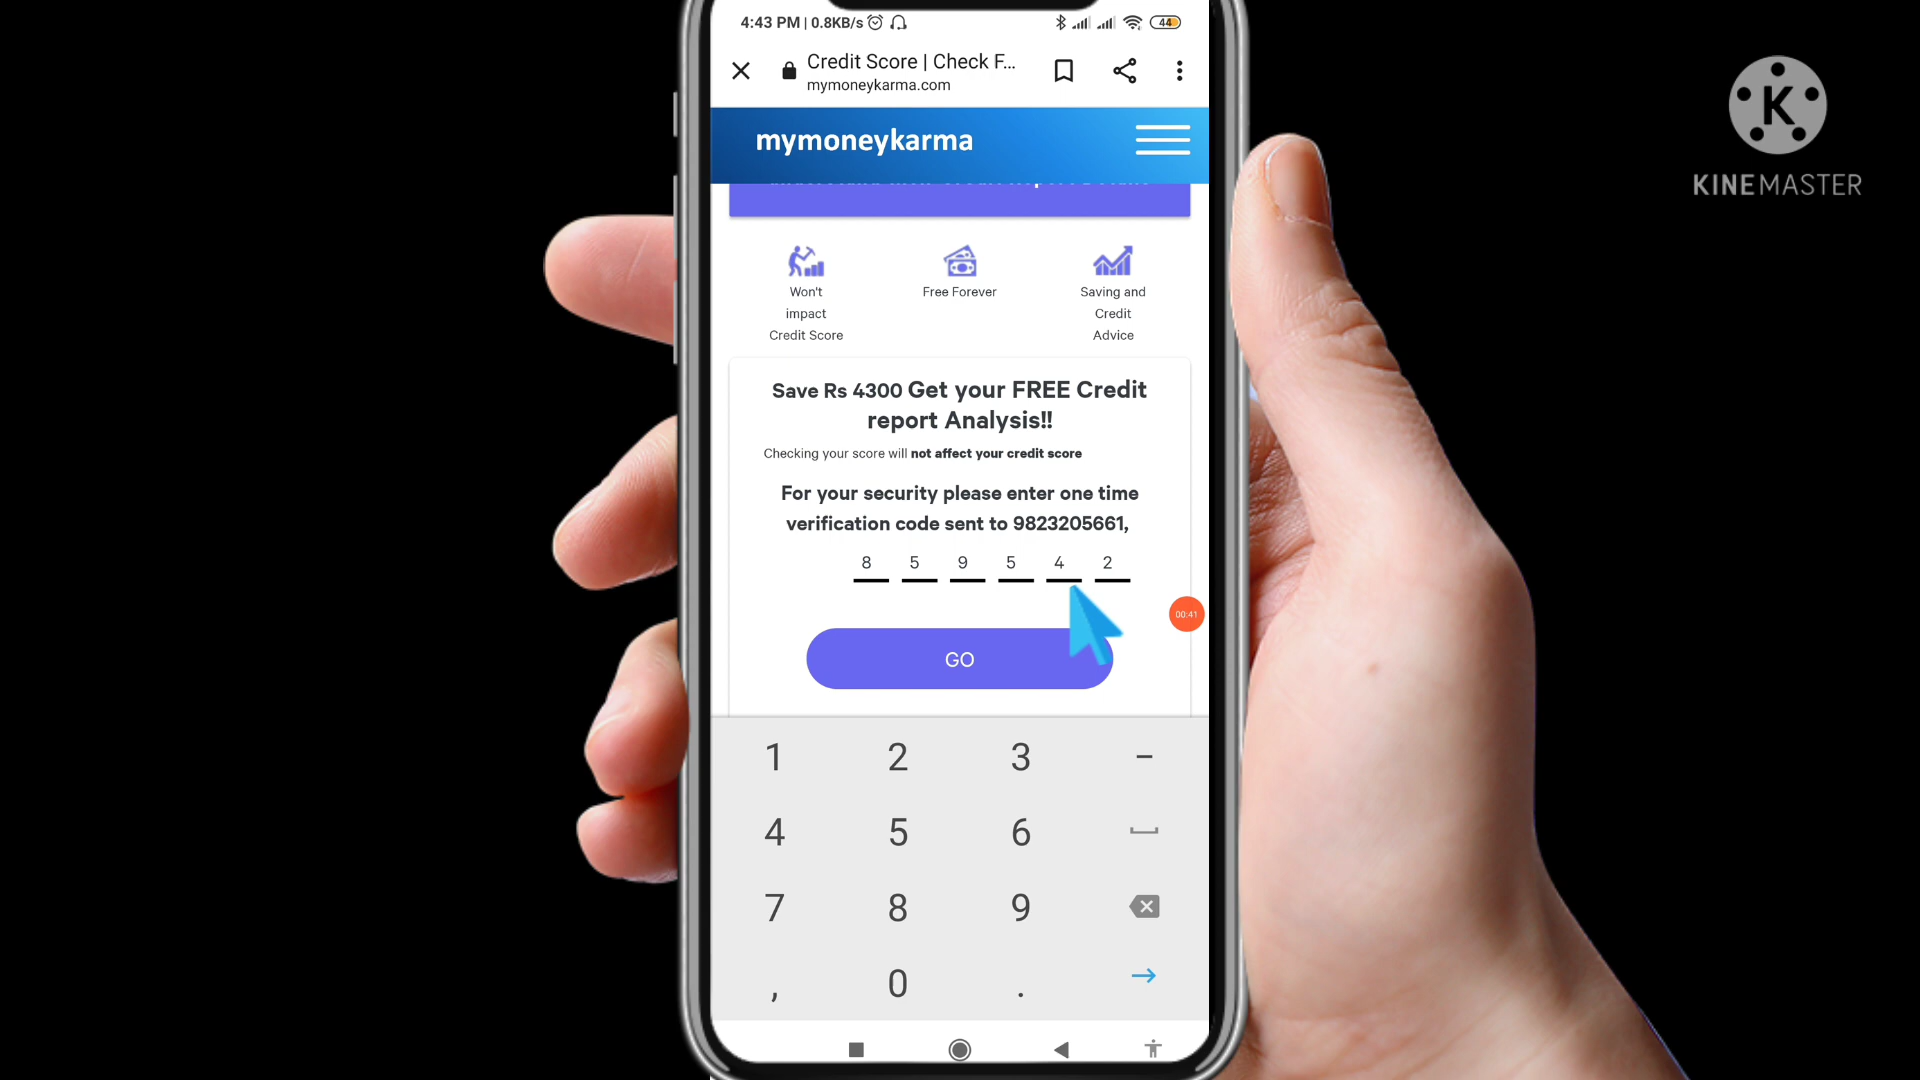 4:43 PM | 0.8KB/s
44
Credit Score | Check F...
mymoneykarma.com
mymoneykarma
Won't
impact
Credit Score
Free Forever
Saving and
Credit
Advice
Save Rs 4300 Get your FREE Credit
report Analysis!!
Checking your score will not affect your credit score
For your security please enter one time
verification code sent to 9823205661,
8 5 9 5 4 2
00:41
GO
1 2 3 -
4 5 6
7 8 9
, 0 .
K
KINEMASTER